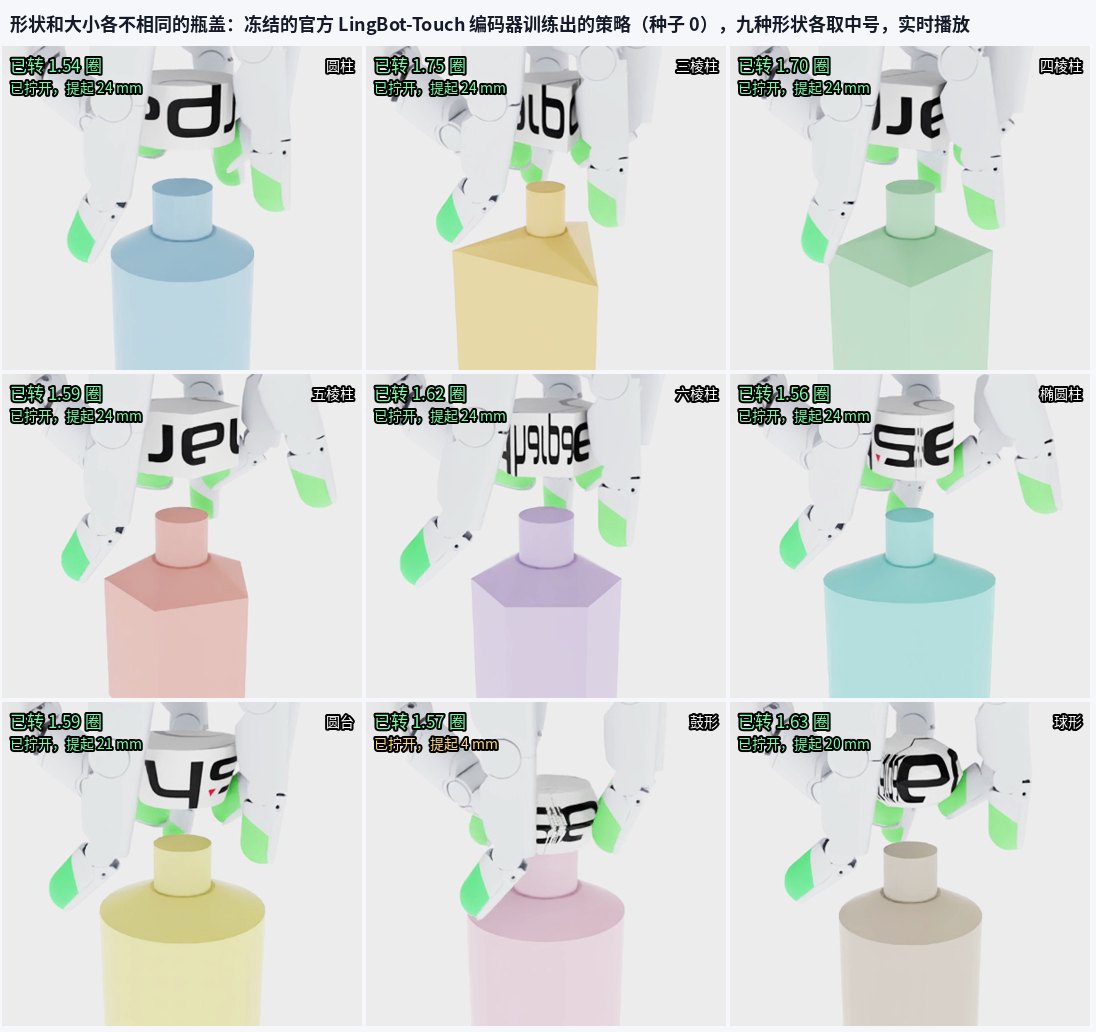 形状和大小各不相同的瓶盖：冻结的官方 LingBot-Touch 编码器训练出的策略（种子 0），九种形状各取中号，实时播放
已转 1.54 圈
圆柱
已拧开，提起 24 mm
已转 1.75 圈
三棱柱
已拧开，提起 24 mm
已转 1.70 圈
四棱柱
已拧开，提起 24 mm
已转 1.59 圈
五棱柱
已拧开，提起 24 mm
已转 1.62 圈
六棱柱
已拧开，提起 24 mm
已转 1.56 圈
椭圆柱
已拧开，提起 24 mm
已转 1.59 圈
圆台
已拧开，提起 21 mm
已转 1.57 圈
鼓形
已拧开，提起 4 mm
已转 1.63 圈
球形
已拧开，提起 20 mm